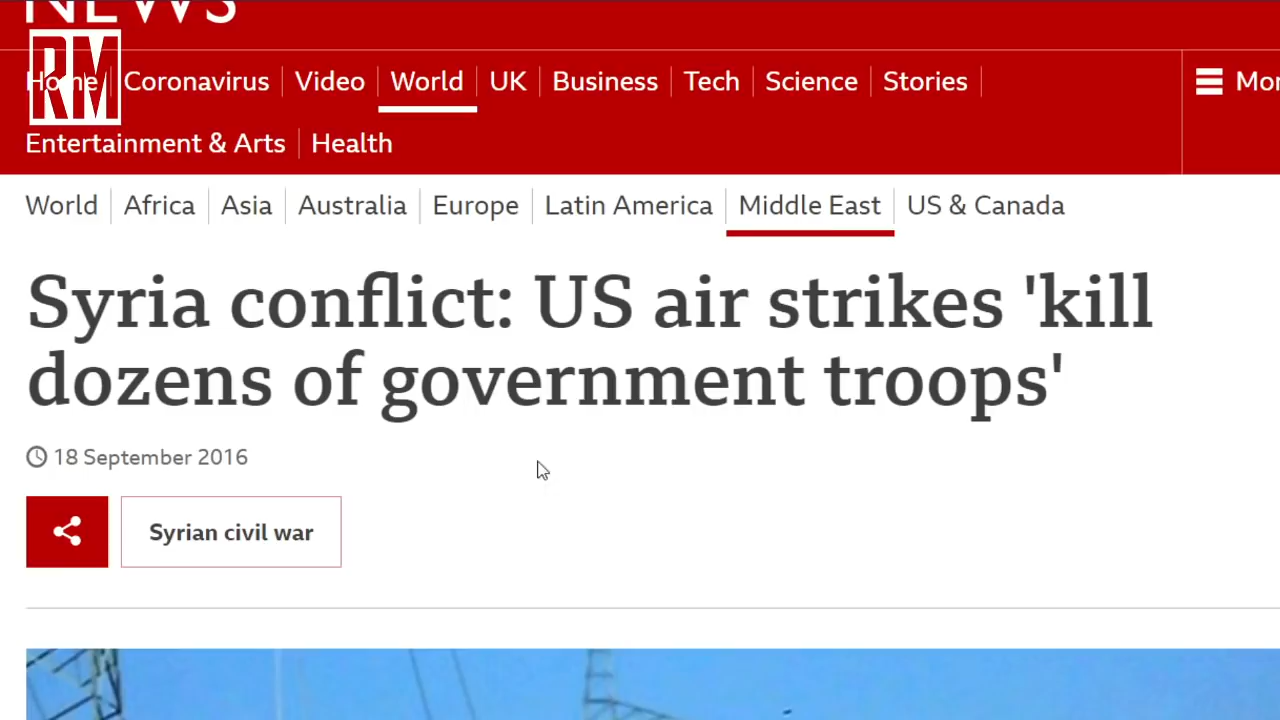 NEWS
RM
Home Coronavirus Video World UK Business Tech Science Stories
Entertainment & Arts Health
World Africa Asia Australia Europe Latin America Middle East US & Canada
Syria conflict: US air strikes 'kill
dozens of government troops'
18 September 2016
Syrian civil war